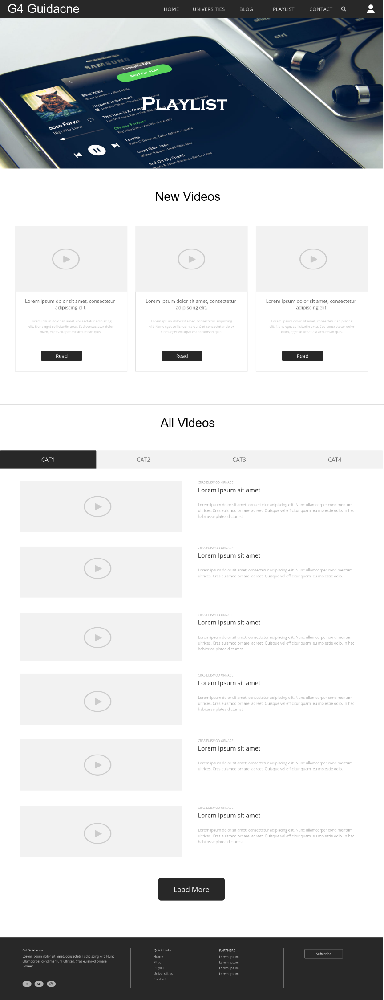 G4 Guidacne
HOME UNIVERSITIES BLOG PLAYLIST CONTACT
ctrl
SAMSUNG
Renegade Folk
SHUFFLE PLAY
Blind Willie
Bruce Cockburn • Blind Willie
Happens to the Heart
Leonard Cohen • Thanks for Dance
This Town Is A Woman
Lori McKenna, Karen Fairchild, Balladeer
PLAYLIST
oose Forwa
Big Little Lions
Choose Forward
Big Little Lions • Are We There yet?
Loretta
Aoife O'Donovan, Taylor Ashton • Loretta
Dead Billie Jean
Blitzen Trapper • Dead Billie Jean
Roll On My Friend
Pharis & Jason Romero • Bet On Love
New Videos
Lorem ipsum dolor sit amet, consectetur
adipiscing elit.
Lorem ipsum dolor sit amet, consectetur adipiscing
elit. Nunc eget sollicitudin arcu. Sed consectetur dolor
diam, eget volutpat est accumsan quis.
Read
Lorem ipsum dolor sit amet, consectetur
adipiscing elit.
Lorem ipsum dolor sit amet, consectetur adipiscing
elit. Nunc eget sollicitudin arcu. Sed consectetur dolor
diam, eget volutpat est accumsan quis.
Read
Lorem ipsum dolor sit amet, consectetur
adipiscing elit.
Lorem ipsum dolor sit amet, consectetur adipiscing
elit. Nunc eget sollicitudin arcu. Sed consectetur dolor
diam, eget volutpat est accumsan quis.
Read
All Videos
CAT1 CAT2 CAT3 CAT4
CRAS EUISMOD ORNADE
Lorem Ipsum sit amet
Lorem ipsum dolor sit amet, consectetur adipiscing elit. Nunc ullamcorper condimentum
ultrices. Cras euismod ornare laoreet. Quisque vel efficitur quam, eu molestie odio. In hac
habitasse platea dictumst.
CRAS EUISMOD ORNADE
Lorem Ipsum sit amet
Lorem ipsum dolor sit amet, consectetur adipiscing elit. Nunc ullamcorper condimentum
ultrices. Cras euismod ornare laoreet. Quisque vel efficitur quam, eu molestie odio.
CRAS EUISMOD ORNADE
Lorem Ipsum sit amet
Lorem ipsum dolor sit amet, consectetur adipiscing elit. Nunc ullamcorper condimentum
ultrices. Cras euismod ornare laoreet. Quisque vel efficitur quam, eu molestie odio. In hac
habitasse platea dictumst.
CRAS EUISMOD ORNADE
Lorem Ipsum sit amet
Lorem ipsum dolor sit amet, consectetur adipiscing elit. Nunc ullamcorper condimentum
ultrices. Cras euismod ornare laoreet. Quisque vel efficitur quam, eu molestie odio. In hac
habitasse platea dictumst.
CRAS EUISMOD ORNADE
Lorem Ipsum sit amet
Lorem ipsum dolor sit amet, consectetur adipiscing elit. Nunc ullamcorper condimentum
ultrices. Cras euismod ornare laoreet. Quisque vel efficitur quam, eu molestie odio.
CRAS EUISMOD ORNADE
Lorem Ipsum sit amet
Lorem ipsum dolor sit amet, consectetur adipiscing elit. Nunc ullamcorper condimentum
ultrices. Cras euismod ornare laoreet. Quisque vel efficitur quam, eu molestie odio. In hac
habitasse platea dictumst.
Load More
G4 Guidacne
Lorem ipsum dolor sit amet, consectetur adipiscing elit. Nunc
ullamcorper condimentum ultrices. Cras euismod ornare
laoreet.
Quick Links
Home
Blog
Playlist
Universiities
Contact
PARTNERS
Lorem Ipsum
Lorem Ipsum
Lorem Ipsum
Lorem Ipsum
Subccribe